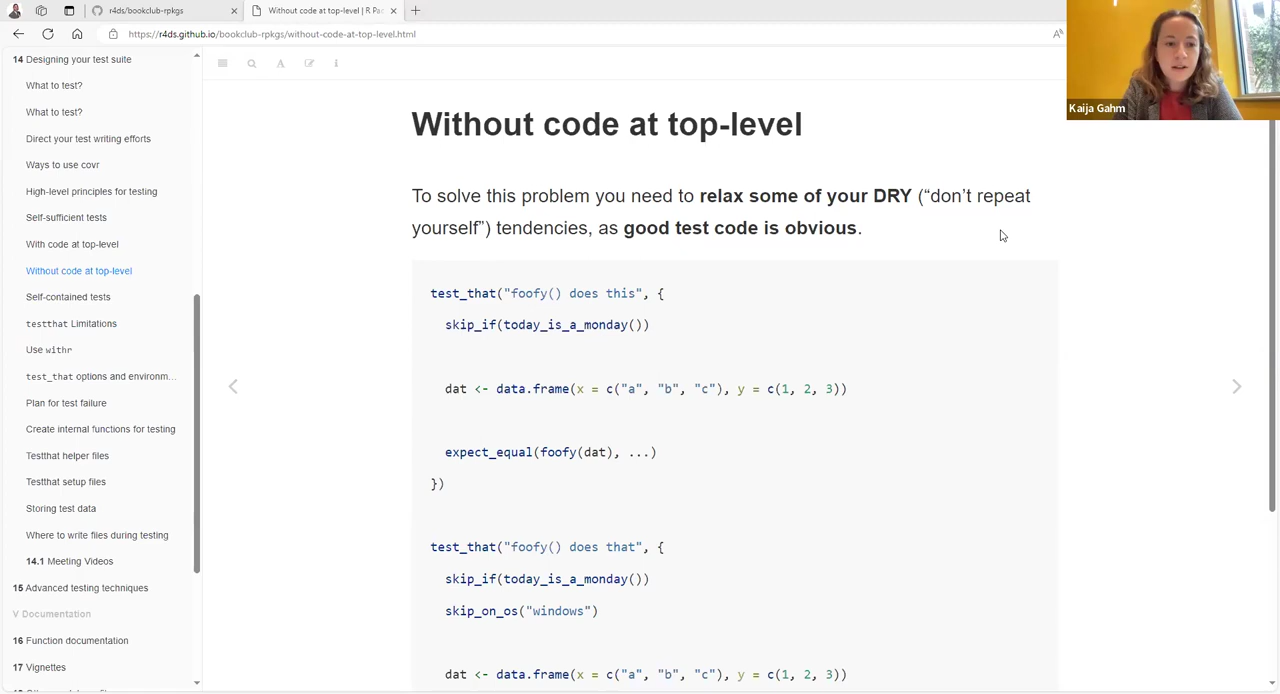 r4ds/bookclub-rpkgs
Without code at top-level | R Pac
https://r4ds.github.io/bookclub-rpkgs/without-code-at-top-level.html
Kaija Gahm
14 Designing your test suite
What to test?
What to test?
Direct your test writing efforts
Ways to use covr
High-level principles for testing
Self-sufficient tests
With code at top-level
Without code at top-level
Self-contained tests
testthat Limitations
Use withr
test_that options and environm...
Plan for test failure
Create internal functions for testing
Testthat helper files
Testthat setup files
Storing test data
Where to write files during testing
14.1 Meeting Videos
15 Advanced testing techniques
V Documentation
16 Function documentation
17 Vignettes
Without code at top-level
To solve this problem you need to relax some of your DRY (“don’t repeat
yourself”) tendencies, as good test code is obvious.
test_that("foofy() does this", {
skip_if(today_is_a_monday())
dat <- data.frame(x = c("a", "b", "c"), y = c(1, 2, 3))
expect_equal(foofy(dat), ...)
})
test_that("foofy() does that", {
skip_if(today_is_a_monday())
skip_on_os("windows")
dat <- data.frame(x = c("a", "b", "c"), y = c(1, 2, 3))